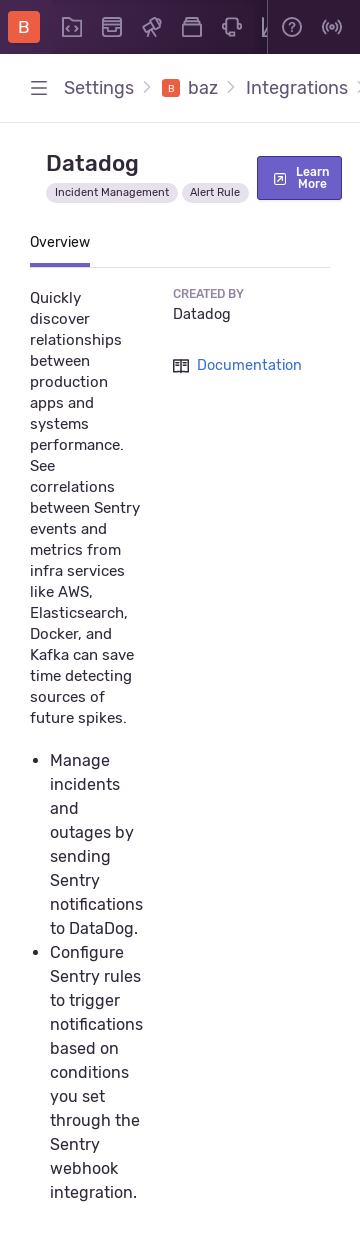 B
Settings
B baz
Integrations
Datadog
Incident Management
Alert Rule
Learn
More
Overview
Quickly
discover
relationships
between
production
apps and
systems
performance.
See
correlations
between Sentry
events and
metrics from
infra services
like AWS,
Elasticsearch,
Docker, and
Kafka can save
time detecting
sources of
future spikes.
CREATED BY
Datadog
Documentation
• Manage
incidents
and
outages by
sending
Sentry
notifications
to DataDog.
• Configure
Sentry rules
to trigger
notifications
based on
conditions
you set
through the
Sentry
webhook
integration.